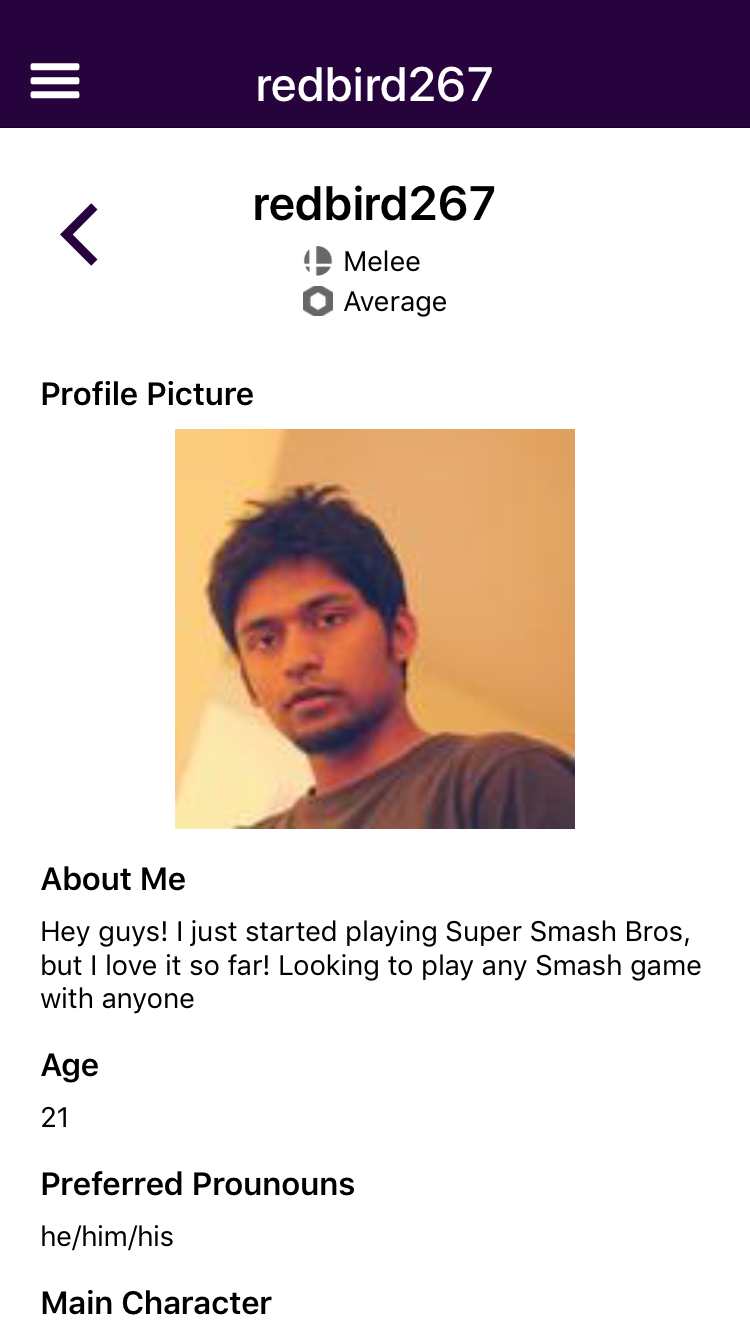 redbird267
redbird267
Melee
Average
Profile Picture
About Me
Hey guys! I just started playing Super Smash Bros,
but I love it so far! Looking to play any Smash game
with anyone
Age
21
Preferred Prounouns
he/him/his
Main Character